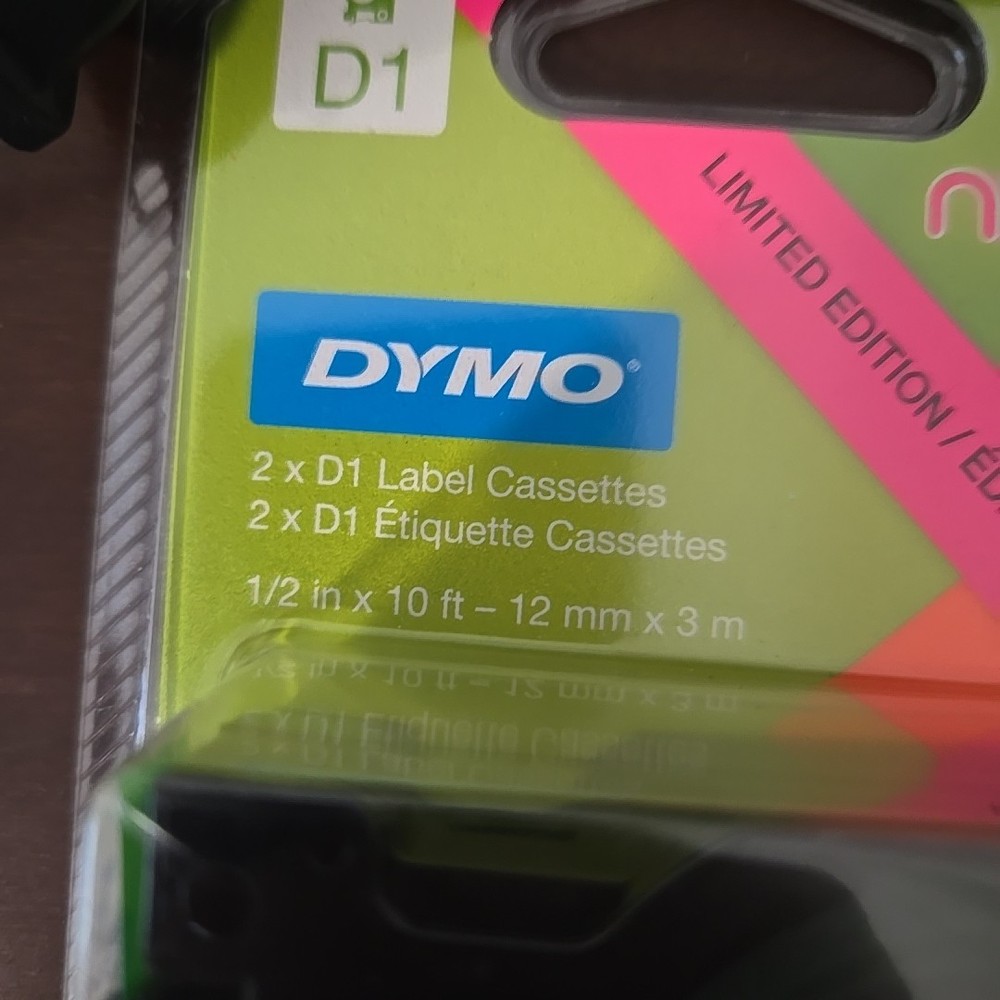 D1
LIMITED EDITION / ÉD
DYMO®
2 x D1 Label Cassettes
2 x D1 Étiquette Cassettes
1/2 in x 10 ft – 12 mm x 3 m